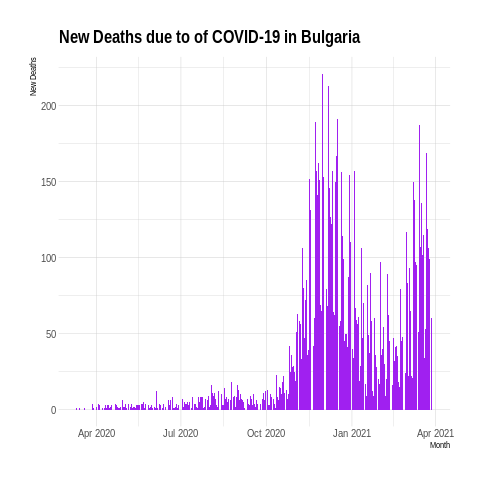 New Deaths due to of COVID-19 in Bulgaria
New Deaths
200
150
100
50
0
Apr 2020
Jul 2020
Oct 2020
Jan 2021
Apr 2021
Month